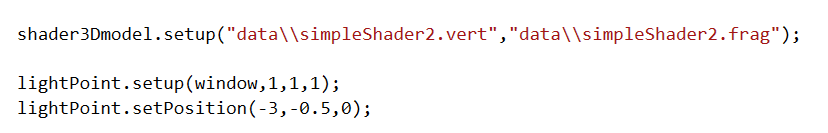 shader3Dmodel.setup("data\\simpleShader2.vert","data\\simpleShader2.frag");
lightPoint.setup(window,1,1,1);
lightPoint.setPosition(-3,-0.5,0);